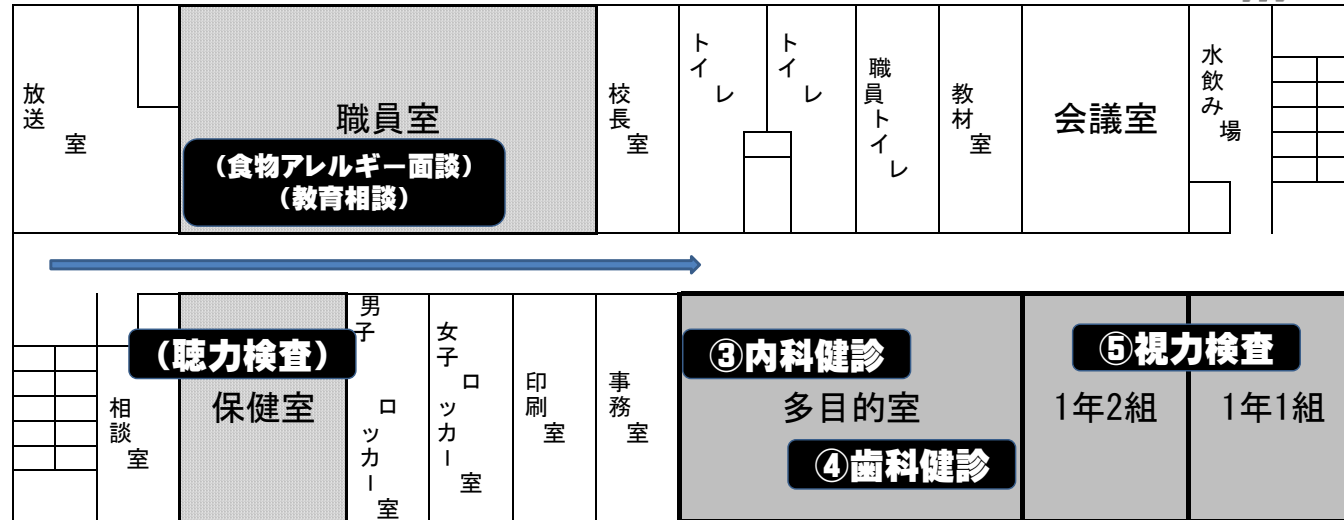 放送室
職員室
(食物アレルギー面談)
(教育相談)
校長室
トイレ
トイレ
職員トイレ
教材室
会議室
水飲み場
相談室
(聴力検査)
保健室
男子ロッカー室
女子ロッカー室
印刷室
事務室
③内科健診
多目的室
④歯科健診
⑤視力検査
1年2組
1年1組